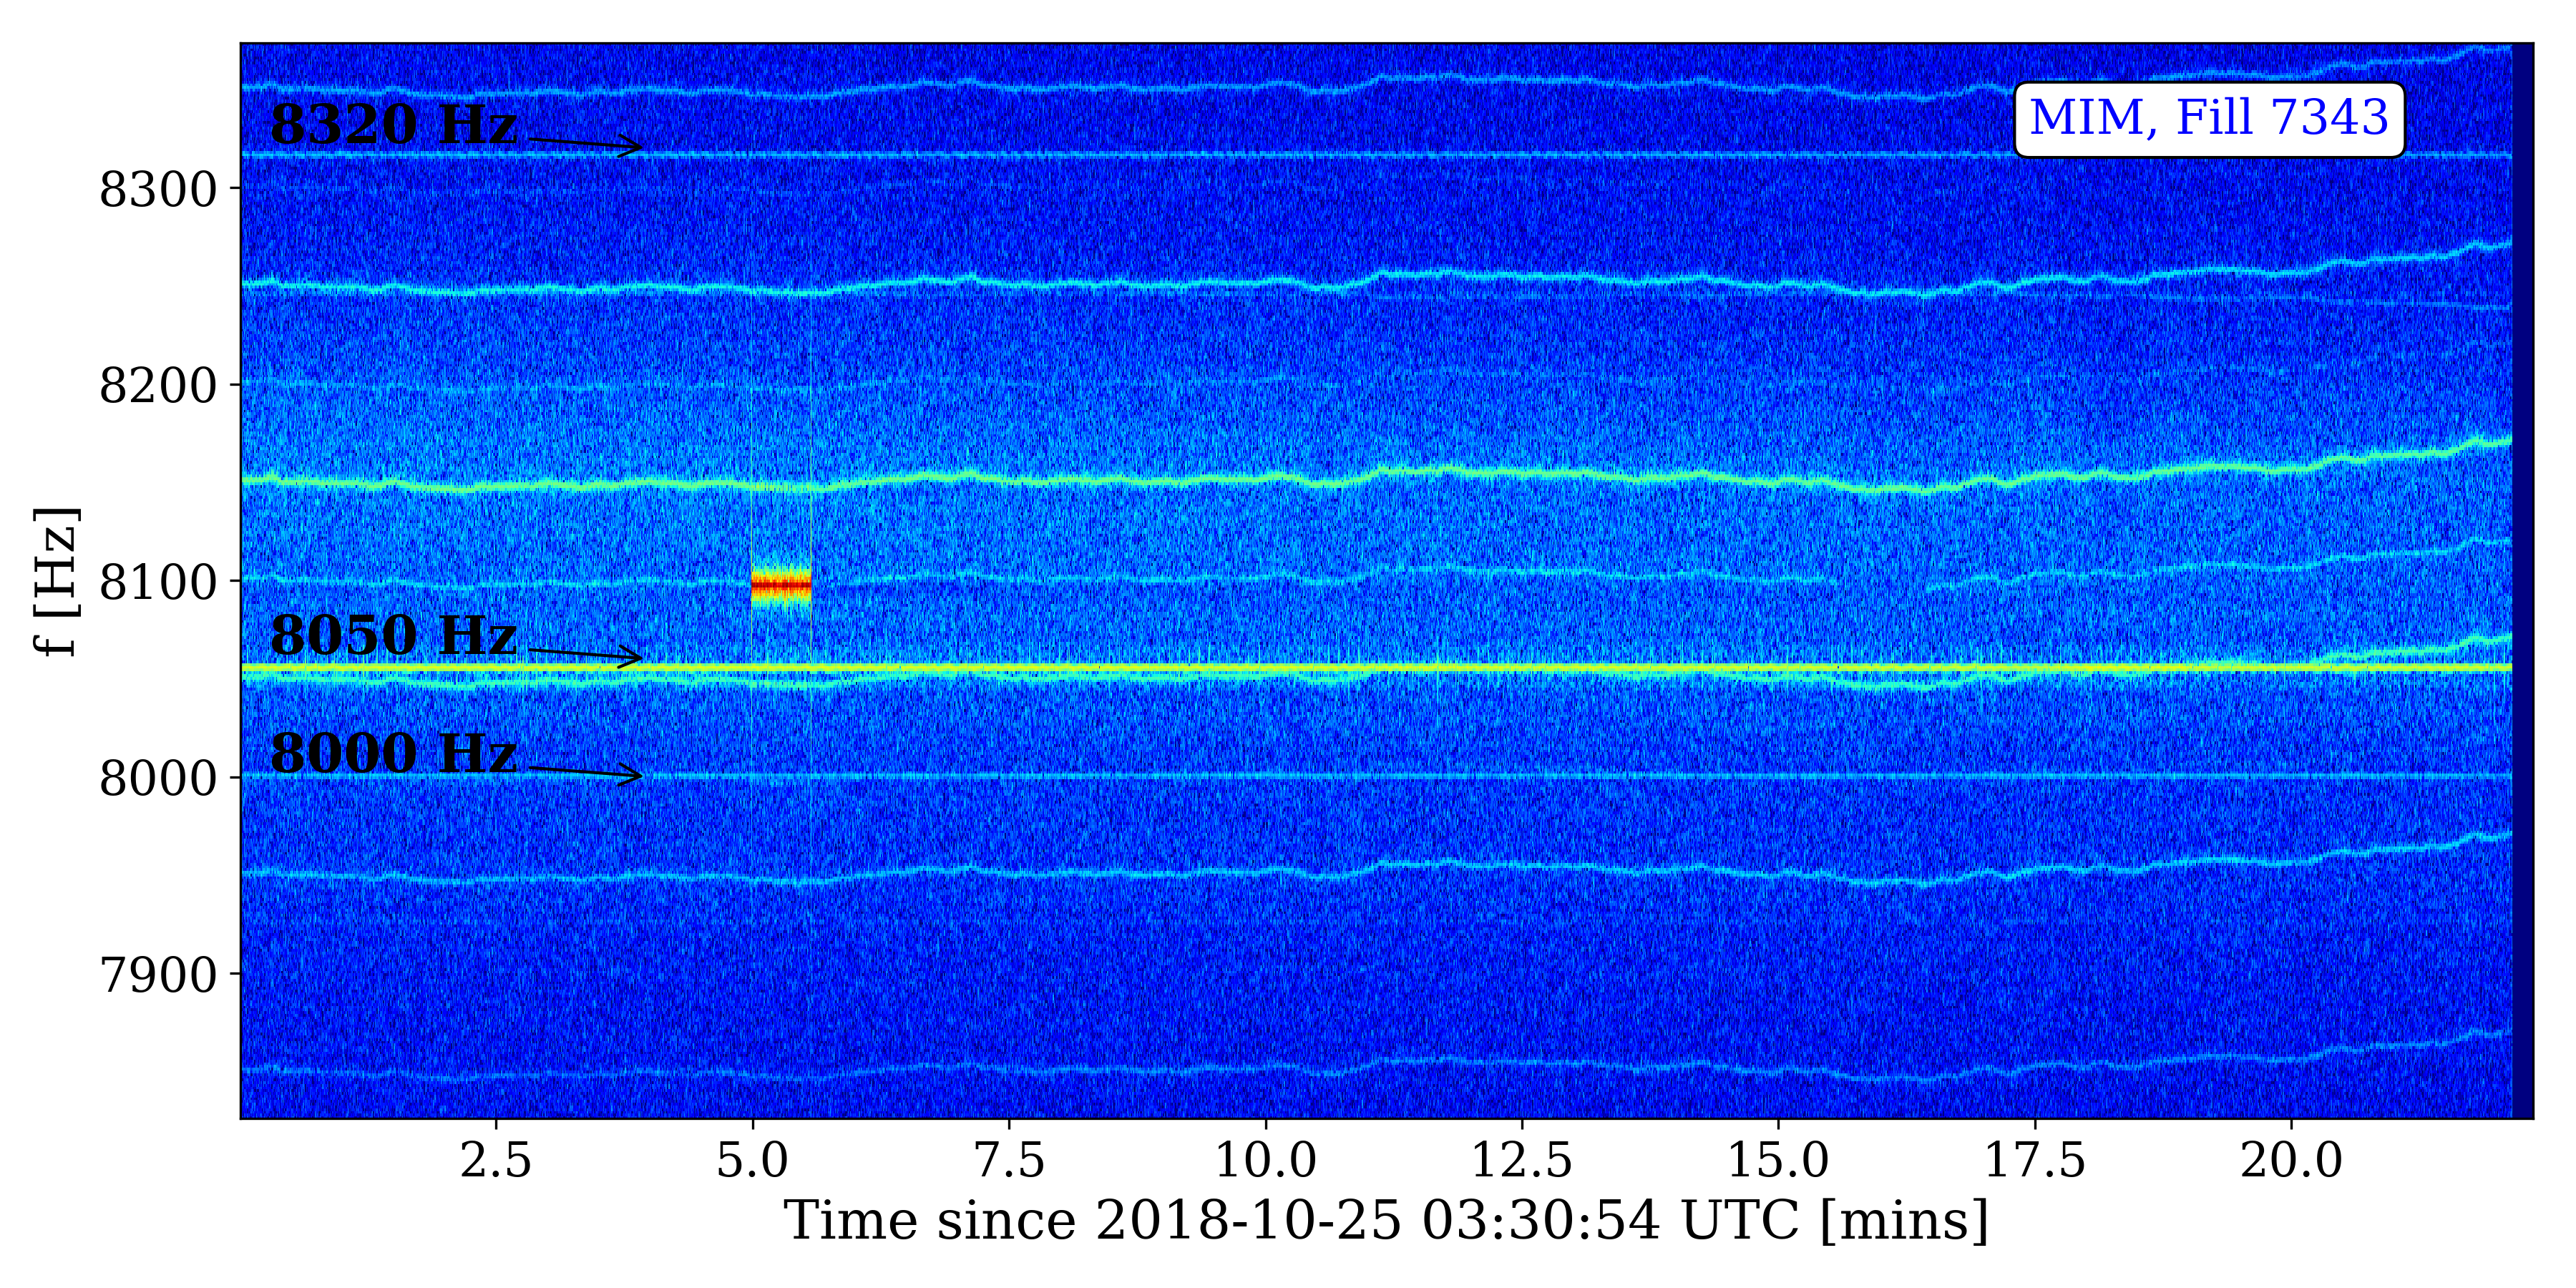 8320 Hz
MIM, Fill 7343
8300
8200
f [Hz]
8100
8050 Hz
8000 Hz
8000
7900
2.5 5.0 7.5 10.0 12.5 15.0 17.5 20.0
Time since 2018-10-25 03:30:54 UTC [mins]